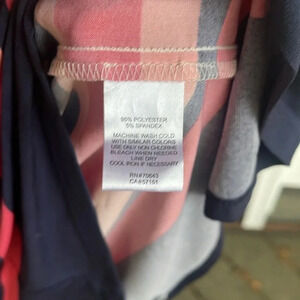 95% POLYESTER
5% SPANDEX
MACHINE WASH COLD
WITH SIMILAR COLORS
USE ONLY NON CHLORINE
BLEACH WHEN NEEDED
LINE DRY
COOL IRON IF NECESSARY
RN#79643
CA#57151